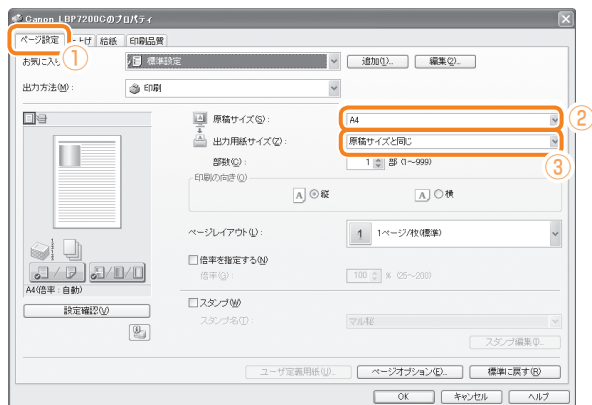 Canon LBP7200Cのプロパティ
ページ設定 上げ 給紙 印刷品質
①
お気に入り 標準設定 追加(1)... 編集(2)...
出力方法(M): 印刷
原稿サイズ(S): A4 ②
出力用紙サイズ(Z): 原稿サイズと同じ ③
部数(C): 1 部 (1～999)
印刷の向き(O)
A 縦 A 横
ページレイアウト(L): 1 1ページ/枚(標準)
倍率を指定する(N)
倍率(G): 100 % (25～200)
A4(倍率:自動)
設定確認(V)
スタンプ(W)
スタンプ名(T): マル秘
スタンプ編集(I)...
ユーザ定義用紙(U)... ページオプション(E)... 標準に戻す(R)
OK キャンセル ヘルプ